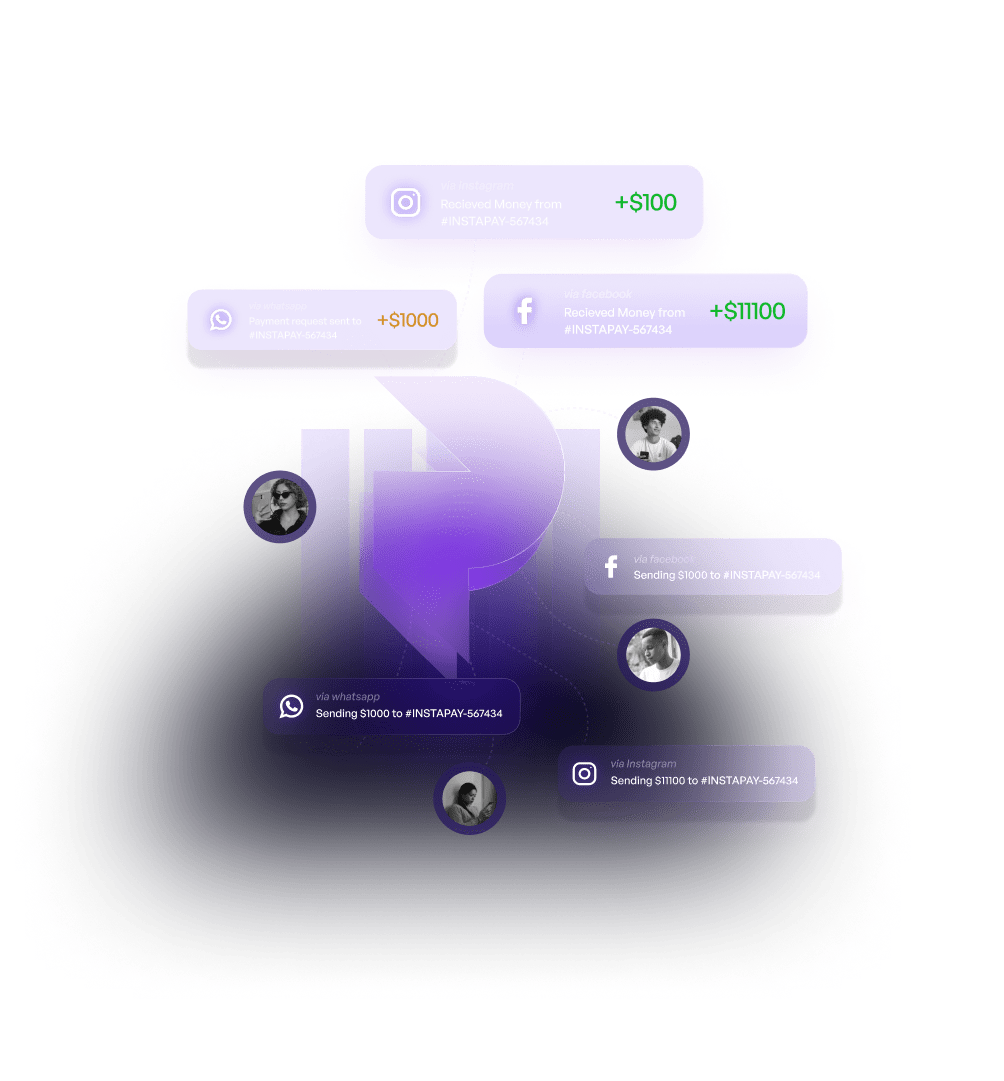 via Instagram
Recieved Money from
#INSTAPAY-567434
+$100
via facebook
Recieved Money from
#INSTAPAY-567434
+$11100
via whatsapp
Payment request sent to
#INSTAPAY-567434
+$1000
via facebook
Sending $1000 to #INSTAPAY-567434
via whatsapp
Sending $1000 to #INSTAPAY-567434
via Instagram
Sending $11100 to #INSTAPAY-567434